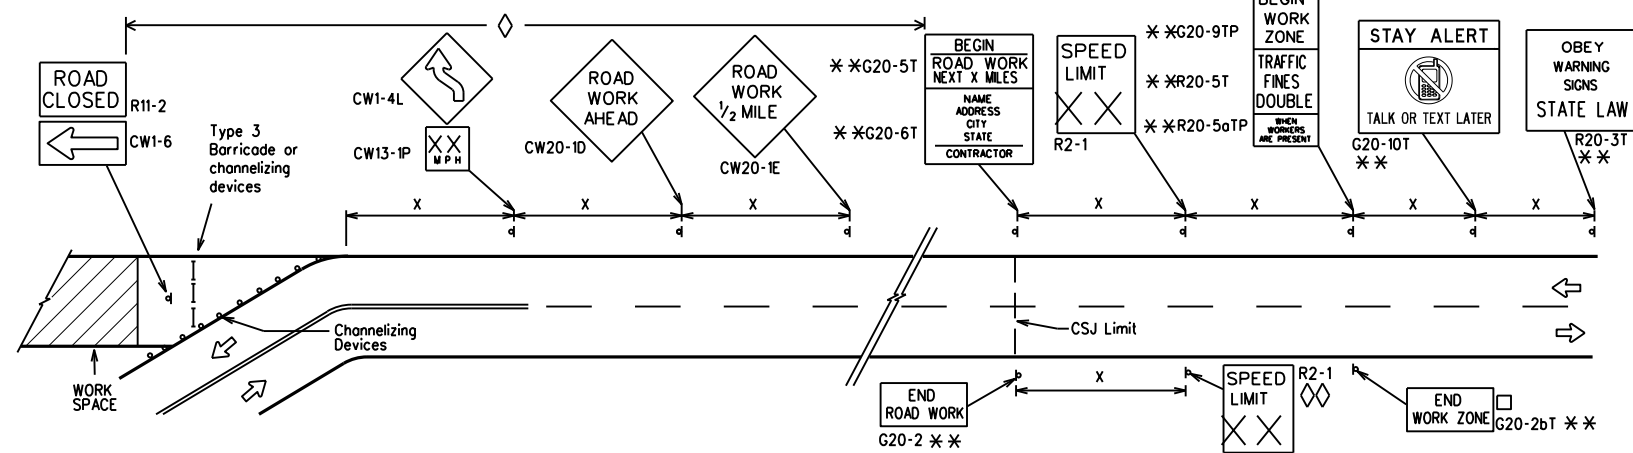 ROAD
CLOSED
R11-2
CW1-6
Type 3
Barricade or
channelizing
devices
CW1-4L
XX
MPH
CW13-1P
ROAD
WORK
AHEAD
CW20-1D
ROAD
WORK
1/2 MILE
CW20-1E
**G20-5T
**G20-6T
BEGIN
ROAD WORK
NEXT X MILES
NAME
ADDRESS
CITY
STATE
CONTRACTOR
SPEED
LIMIT
XX
R2-1
**G20-9TP
**R20-5T
**R20-5aTP
BEGIN
WORK
ZONE
TRAFFIC
FINES
DOUBLE
WHEN
WORKERS
ARE PRESENT
STAY ALERT
TALK OR TEXT LATER
G20-10T
**
OBEY
WARNING
SIGNS
STATE LAW
R20-3T
**
X
X
X
X
X
X
X
Channelizing
Devices
CSJ Limit
WORK
SPACE
END
ROAD WORK
G20-2 **
X
SPEED
LIMIT
XX
R2-1
END
WORK ZONE
G20-2bT **